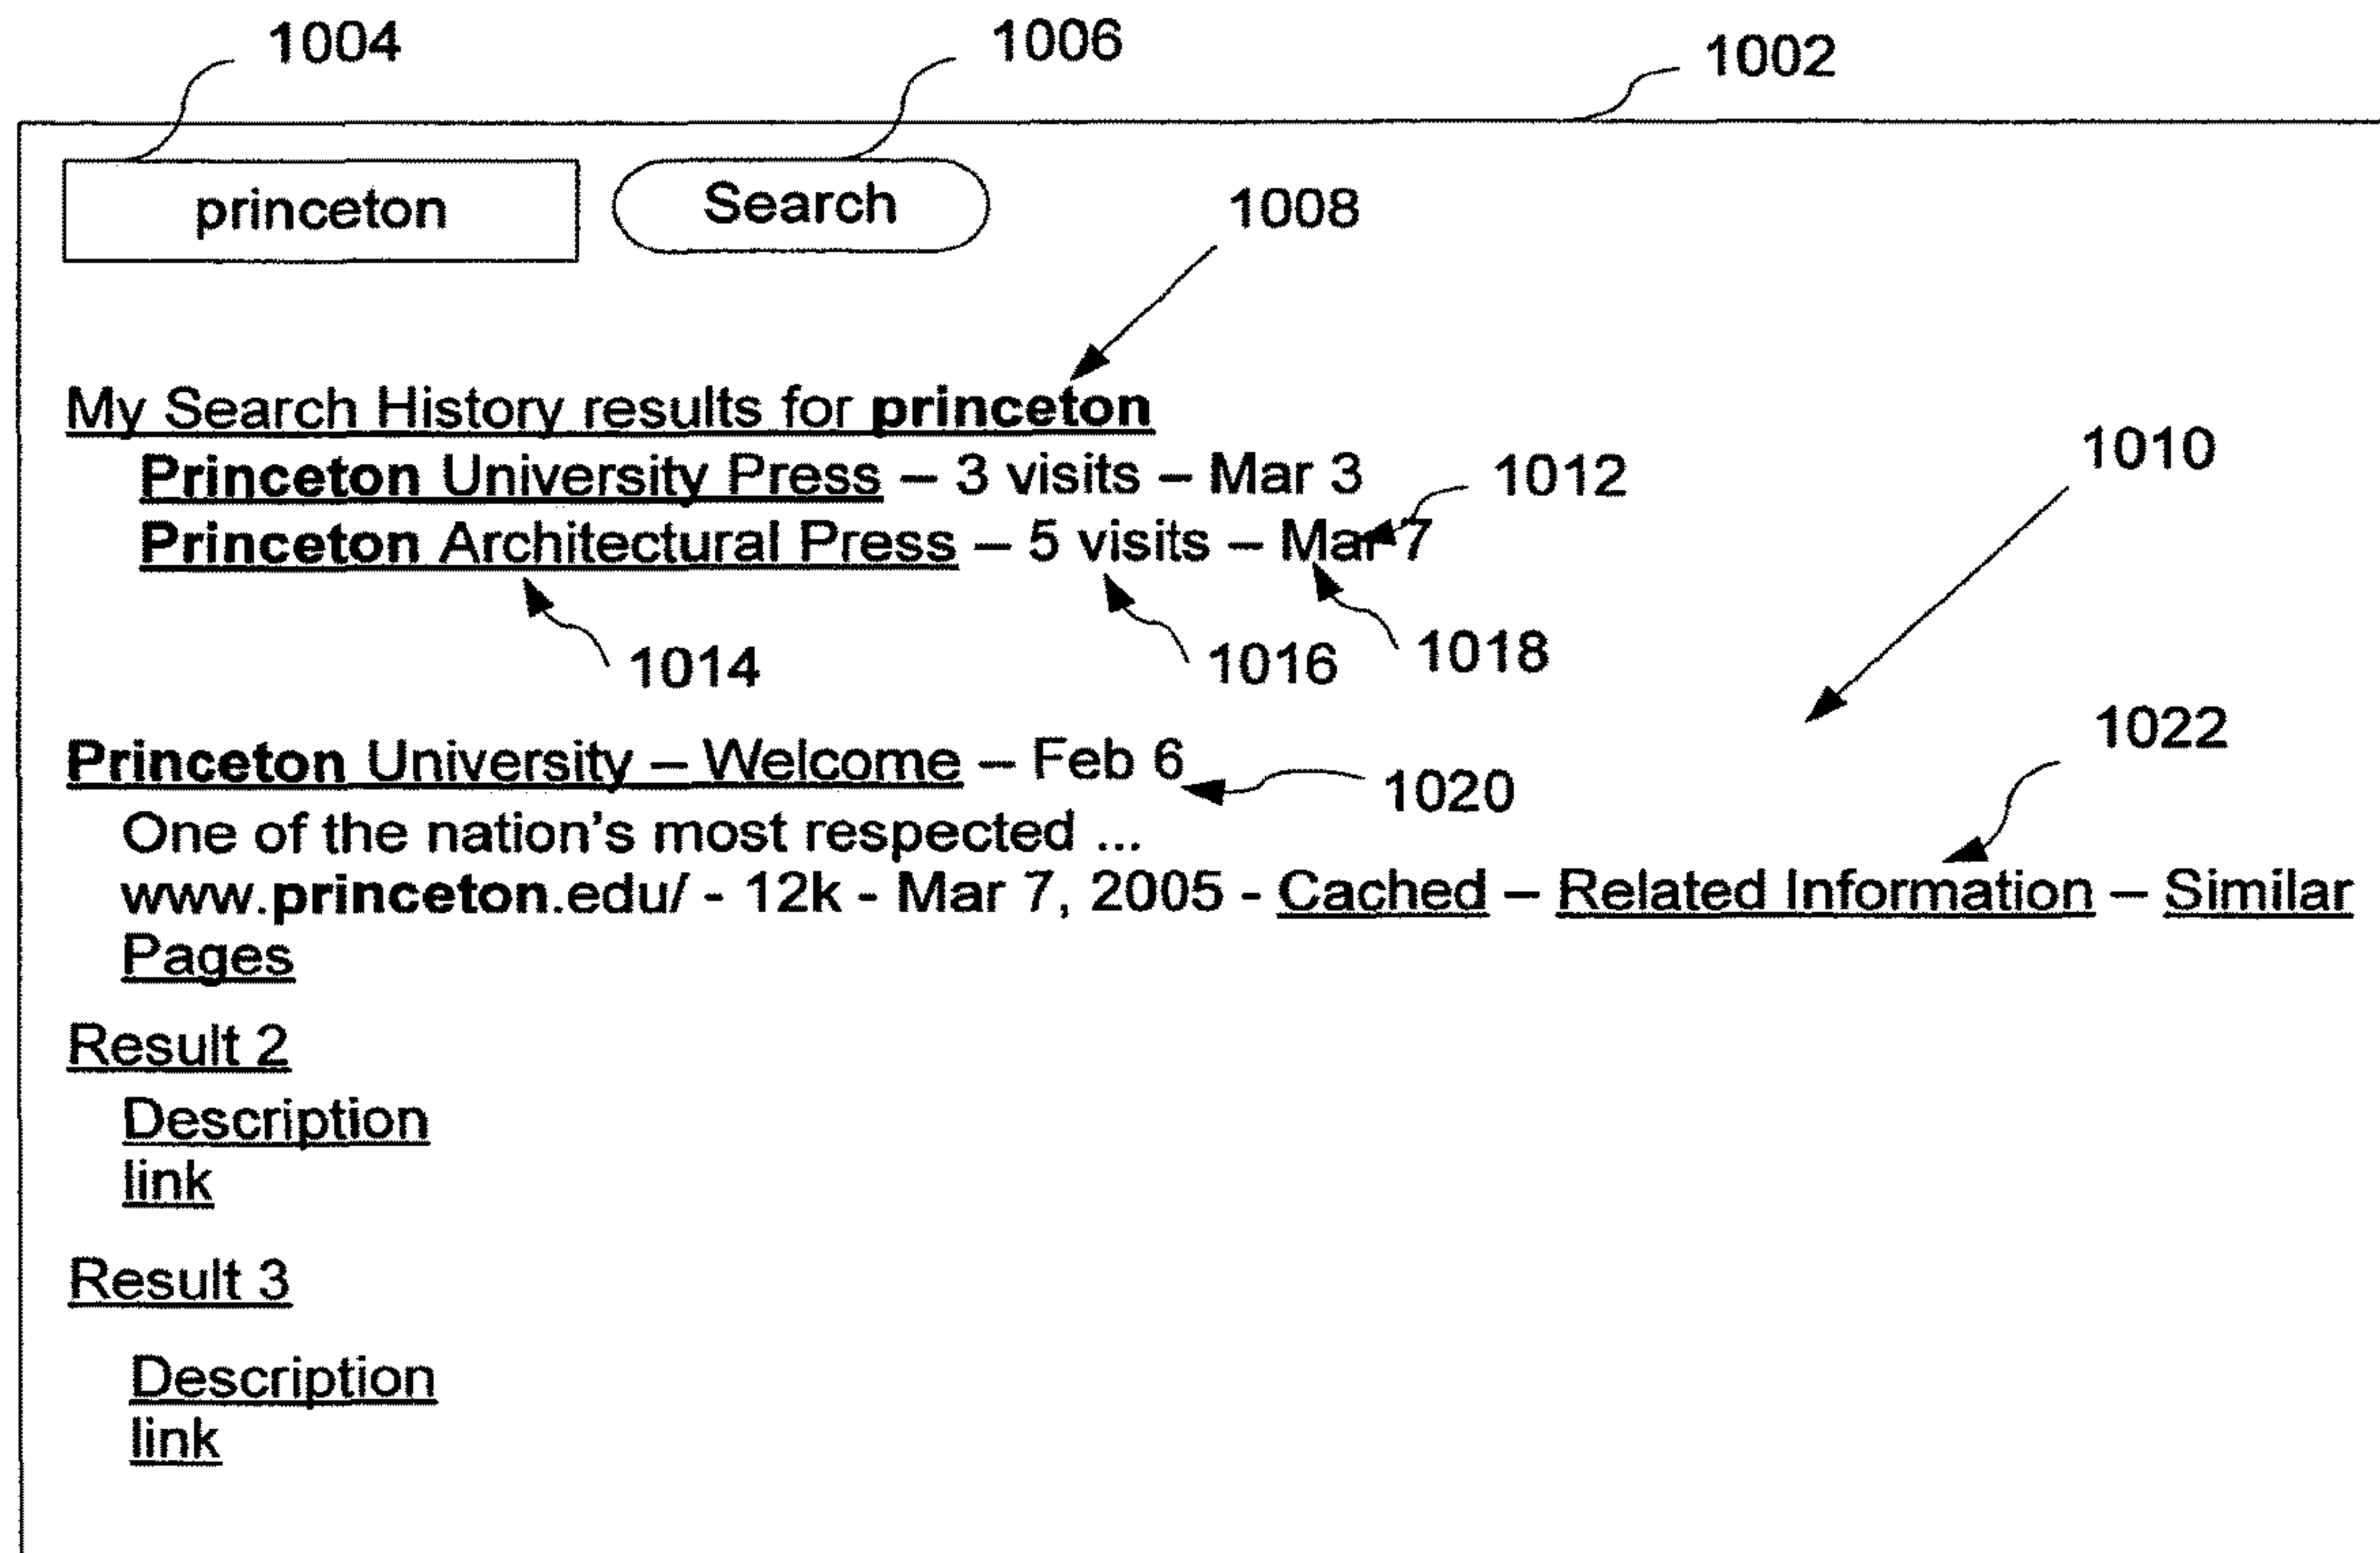 1004
1006
1002
princeton
Search
1008
My Search History results for princeton
1010
Princeton University Press – 3 visits – Mar 3
1012
Princeton Architectural Press – 5 visits – Mar 7
1014
1016
1018
1022
Princeton University – Welcome – Feb 6
1020
One of the nation's most respected ...
www.princeton.edu/ - 12k - Mar 7, 2005 - Cached – Related Information – Similar
Pages
Result 2
Description
link
Result 3
Description
link